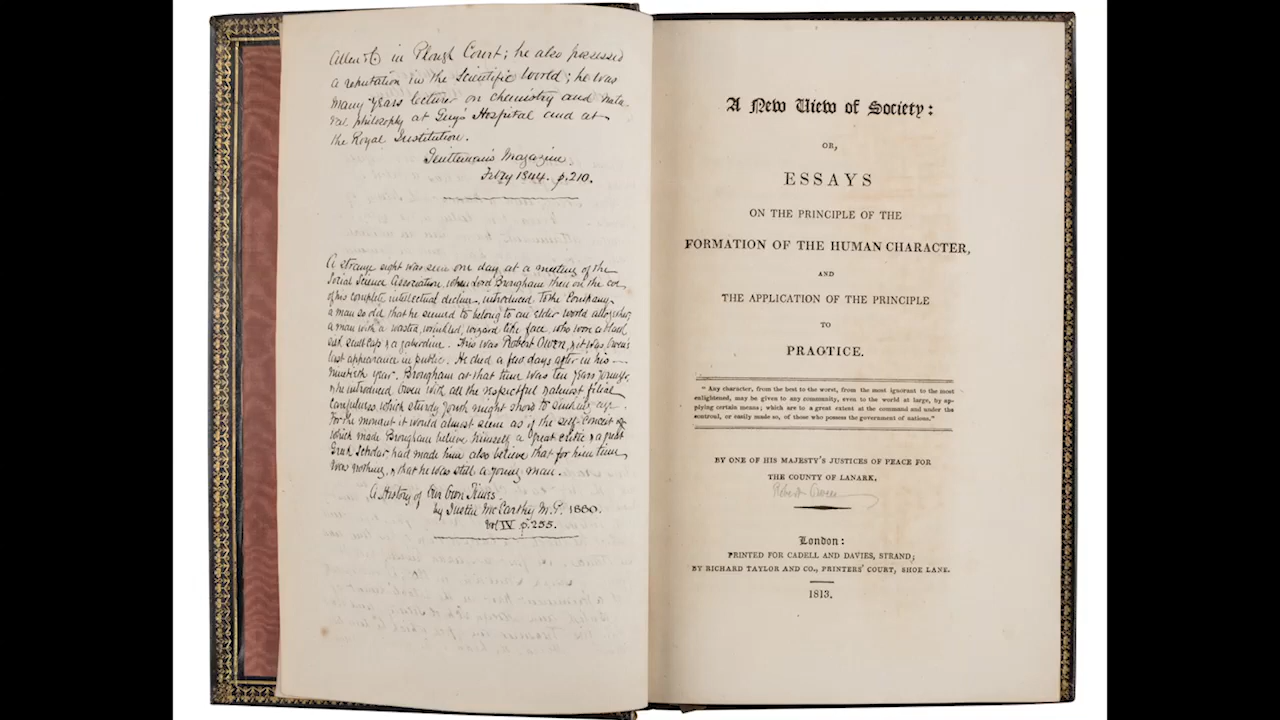 Allen & Co. in Plough Court; he also possessed
a reputation in the Scientific World; he was
many years lecturer on chemistry and natu-
ral philosophy at Guy's Hospital and at
the Royal Institution.
Gentleman's Magazine,
Febry 1844. p.210.
A strange sight was seen one day at a meeting of the
Social Science Association, when Lord Brougham then on the eve
of his complete intellectual decline, introduced to the Company
a man so old that he seemed to belong to an elder world altogether,
a man with a wasted, wrinkled, wizard like face, who wore a black
silk skull cap & a gaberdine. This was Robert Owen, & it was Owen's
last appearance in public. He died a few days after in his
ninetieth year. Brougham at that time was ten years younger,
& he introduced Owen with all the respectful & almost filial
carefulness which sturdy youth might show to sinking age.
For the moment it would almost seem as if the self-conceit
which made Brougham believe himself a great critic & a great
Greek Scholar, had made him also believe that for him time
was nothing, & that he was still a young man.
A History of Our Own Times.
by Justin McCarthy M.P. 1880.
Vol IV p.255.
A New View of Society:
OR,
ESSAYS
ON THE PRINCIPLE OF THE
FORMATION OF THE HUMAN CHARACTER,
AND
THE APPLICATION OF THE PRINCIPLE
TO
PRACTICE.
"Any character, from the best to the worst, from the most ignorant to the most
enlightened, may be given to any community, even to the world at large, by ap-
plying certain means; which are to a great extent at the command and under the
controul, or easily made so, of those who possess the government of nations."
BY ONE OF HIS MAJESTY'S JUSTICES OF PEACE FOR
THE COUNTY OF LANARK,
Robert Owen
London:
PRINTED FOR CADELL AND DAVIES, STRAND;
BY RICHARD TAYLOR AND CO., PRINTERS' COURT, SHOE LANE.
1813.